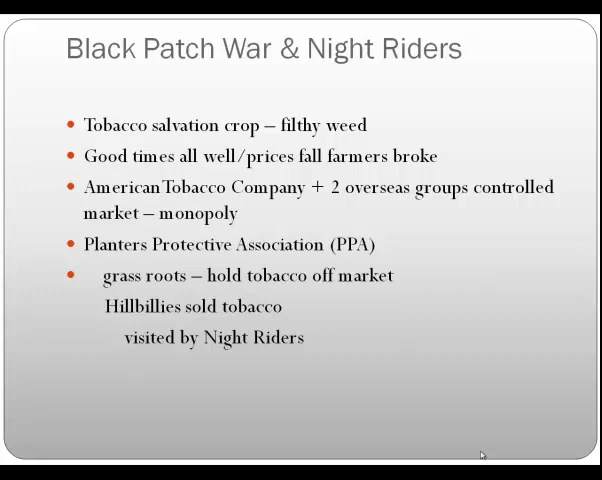 Black Patch War & Night Riders
Tobacco salvation crop – filthy weed
Good times all well/prices fall farmers broke
American Tobacco Company + 2 overseas groups controlled
market – monopoly
Planters Protective Association (PPA)
grass roots – hold tobacco off market
Hillbillies sold tobacco
visited by Night Riders